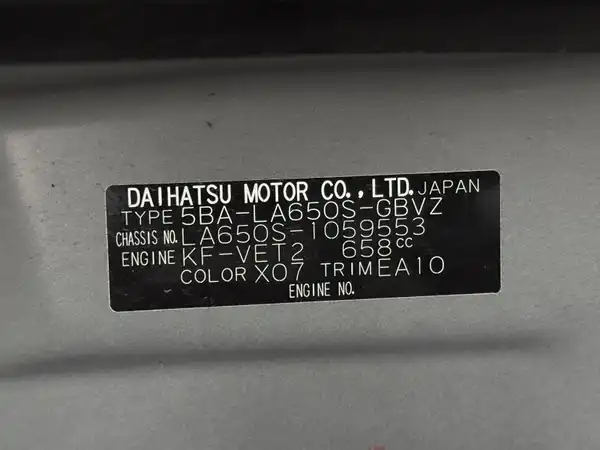 DAIHATSU MOTOR CO., LTD. JAPAN
TYPE 5BA-LA650S-GBVZ
CHASSIS NO. LA650S-1059553
ENGINE KF-VET2 658cc
COLOR X07 TRIM EA10
ENGINE NO.